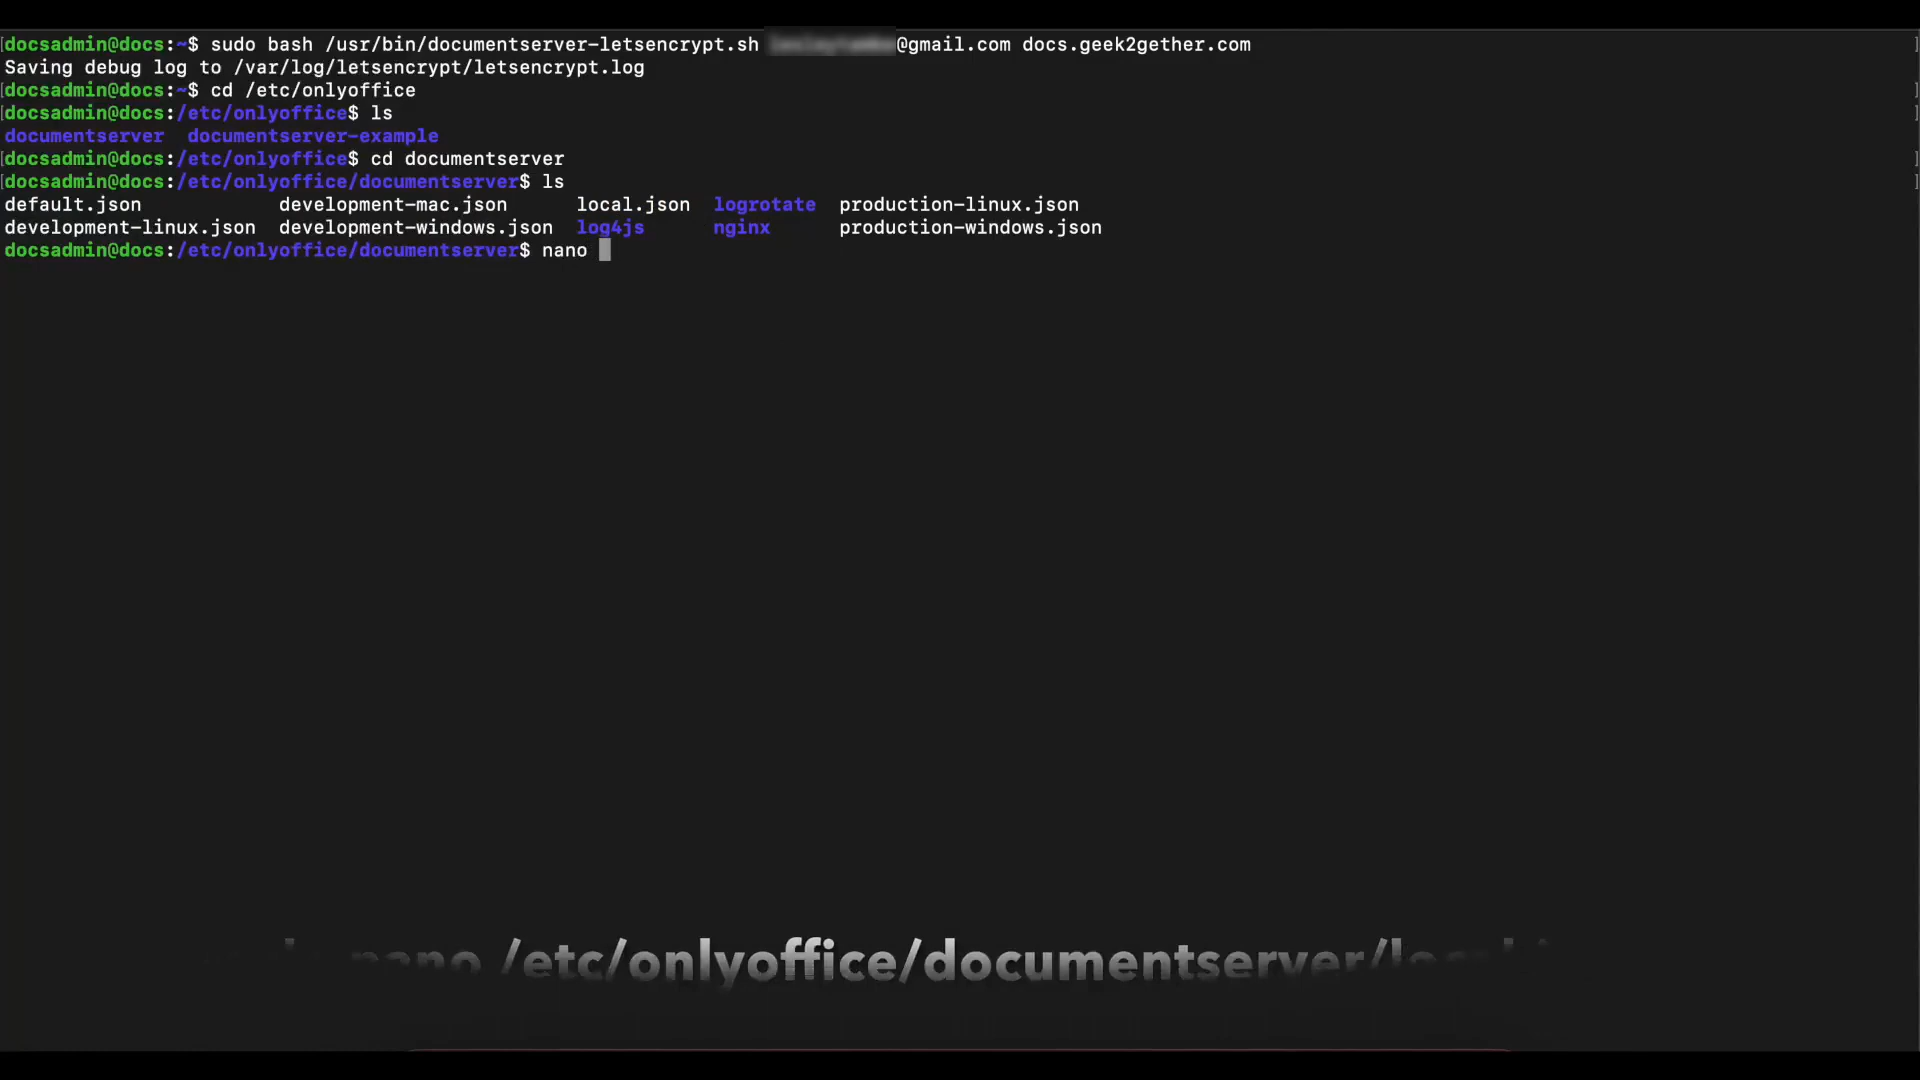 [docsadmin@docs:~$ sudo bash /usr/bin/documentserver-letsencrypt.sh @gmail.com docs.geek2gether.com ]
Saving debug log to /var/log/letsencrypt/letsencrypt.log
[docsadmin@docs:~$ cd /etc/onlyoffice ]
[docsadmin@docs:/etc/onlyoffice$ ls ]
documentserver documentserver-example
[docsadmin@docs:/etc/onlyoffice$ cd documentserver ]
[docsadmin@docs:/etc/onlyoffice/documentserver$ ls ]
default.json development-mac.json local.json logrotate production-linux.json
development-linux.json development-windows.json log4js nginx production-windows.json
docsadmin@docs:/etc/onlyoffice/documentserver$ nano
nano /etc/onlyoffice/documentserver/